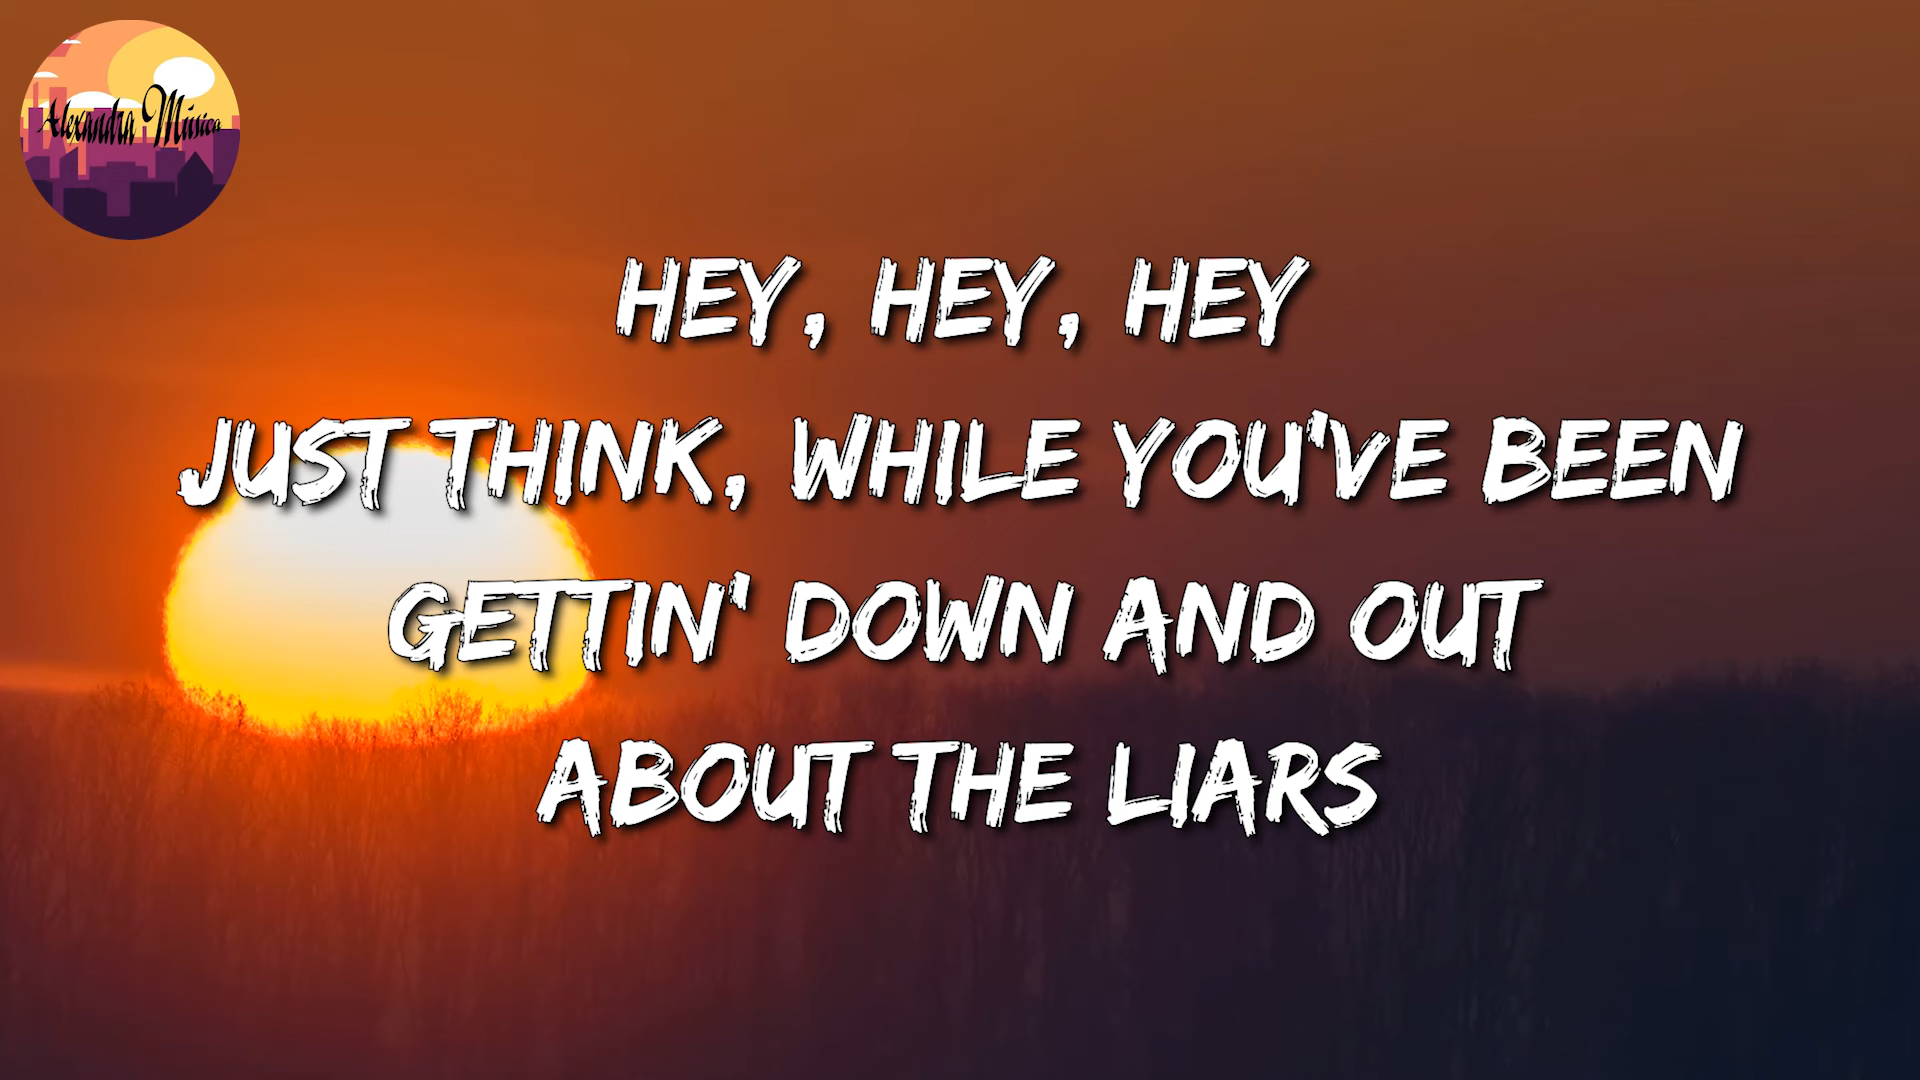 Alexandra Música
HEY, HEY, HEY
JUST THINK, WHILE YOU'VE BEEN
GETTIN' DOWN AND OUT
ABOUT THE LIARS